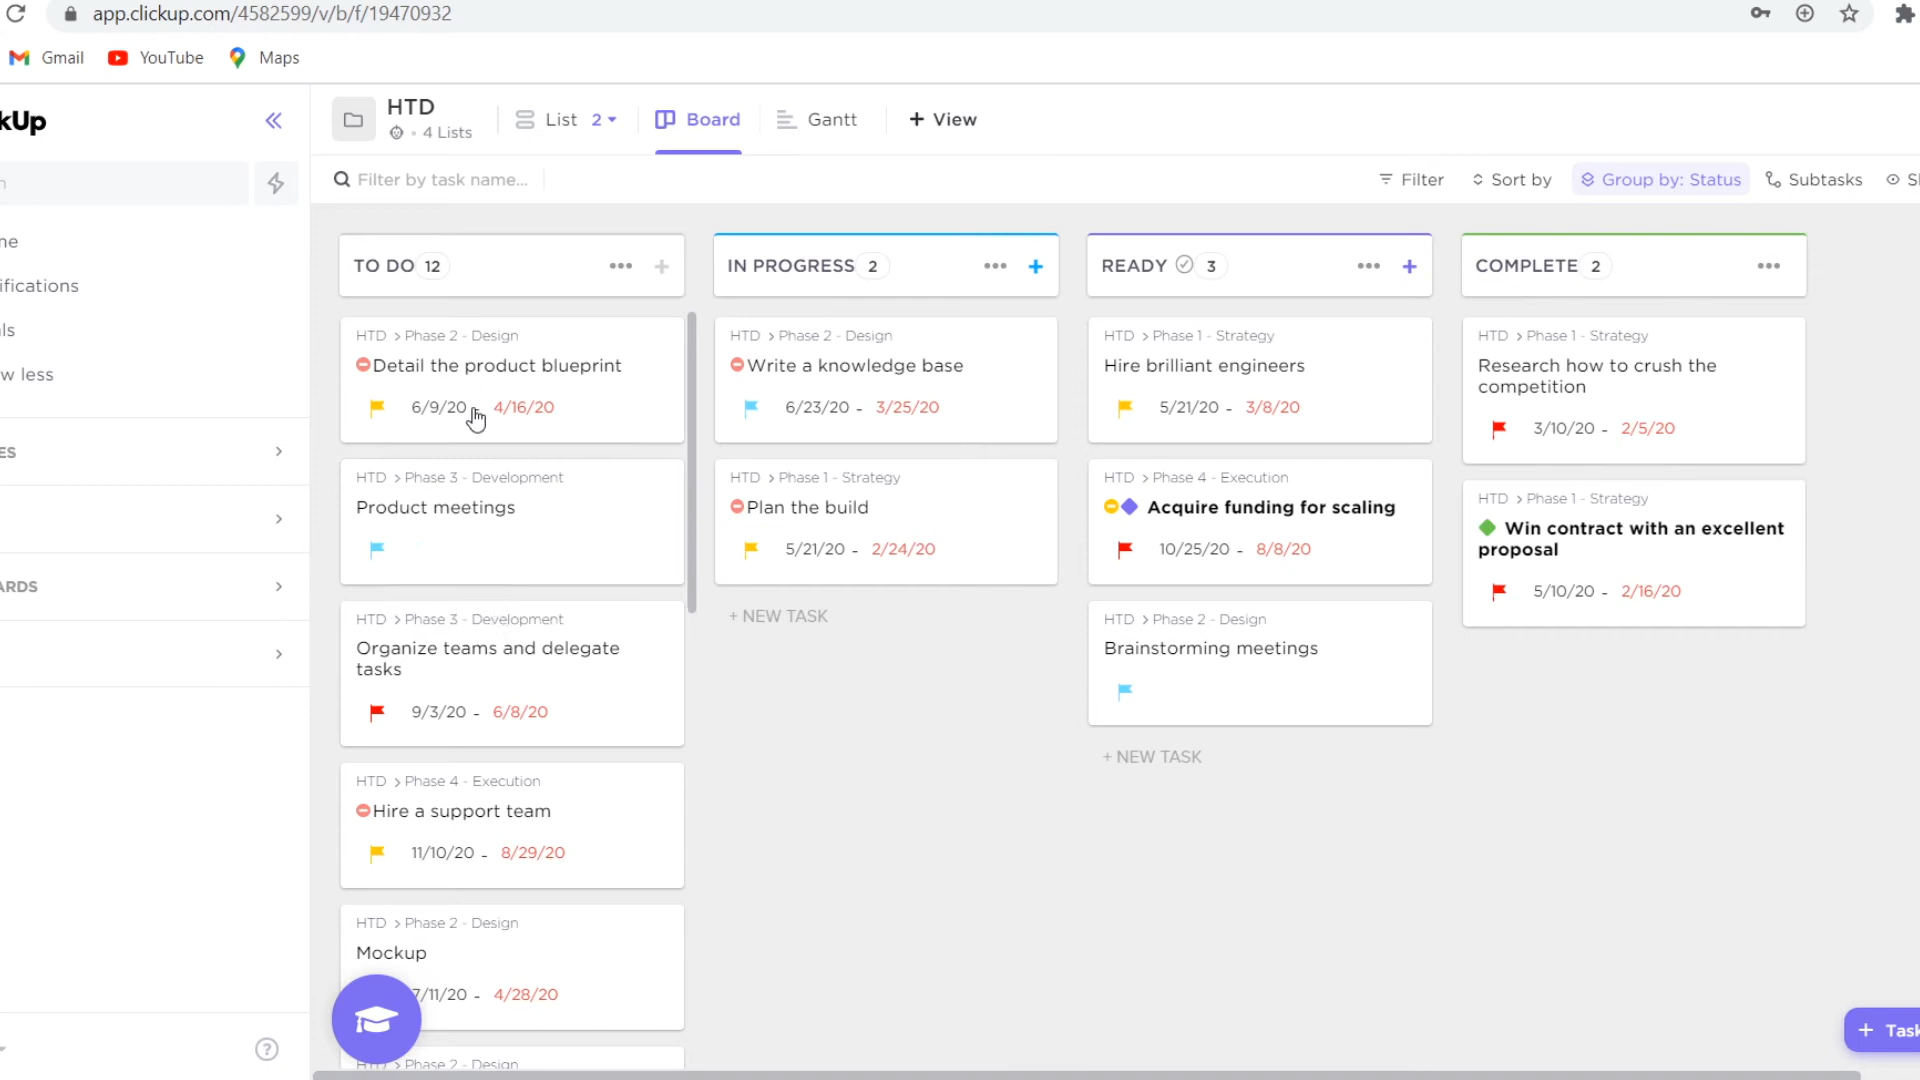 app.clickup.com/4582599/v/b/f/19470932
Gmail YouTube Maps
kUp
HTD
4 Lists
List 2
Board
Gantt
+ View
Filter by task name...
Filter
Sort by
Group by: Status
Subtasks
n
me
ifications
ls
w less
ES
ARDS
TO DO 12
HTD > Phase 2 - Design
Detail the product blueprint
6/9/20 - 4/16/20
HTD > Phase 3 - Development
Product meetings
HTD > Phase 3 - Development
Organize teams and delegate
tasks
9/3/20 - 6/8/20
HTD > Phase 4 - Execution
Hire a support team
11/10/20 - 8/29/20
HTD > Phase 2 - Design
Mockup
7/11/20 - 4/28/20
HTD > Phase 2 - Design
IN PROGRESS 2
HTD > Phase 2 - Design
Write a knowledge base
6/23/20 - 3/25/20
HTD > Phase 1 - Strategy
Plan the build
5/21/20 - 2/24/20
+ NEW TASK
READY 3
HTD > Phase 1 - Strategy
Hire brilliant engineers
5/21/20 - 3/8/20
HTD > Phase 4 - Execution
Acquire funding for scaling
10/25/20 - 8/8/20
HTD > Phase 2 - Design
Brainstorming meetings
+ NEW TASK
COMPLETE 2
HTD > Phase 1 - Strategy
Research how to crush the
competition
3/10/20 - 2/5/20
HTD > Phase 1 - Strategy
Win contract with an excellent
proposal
5/10/20 - 2/16/20
+ Task